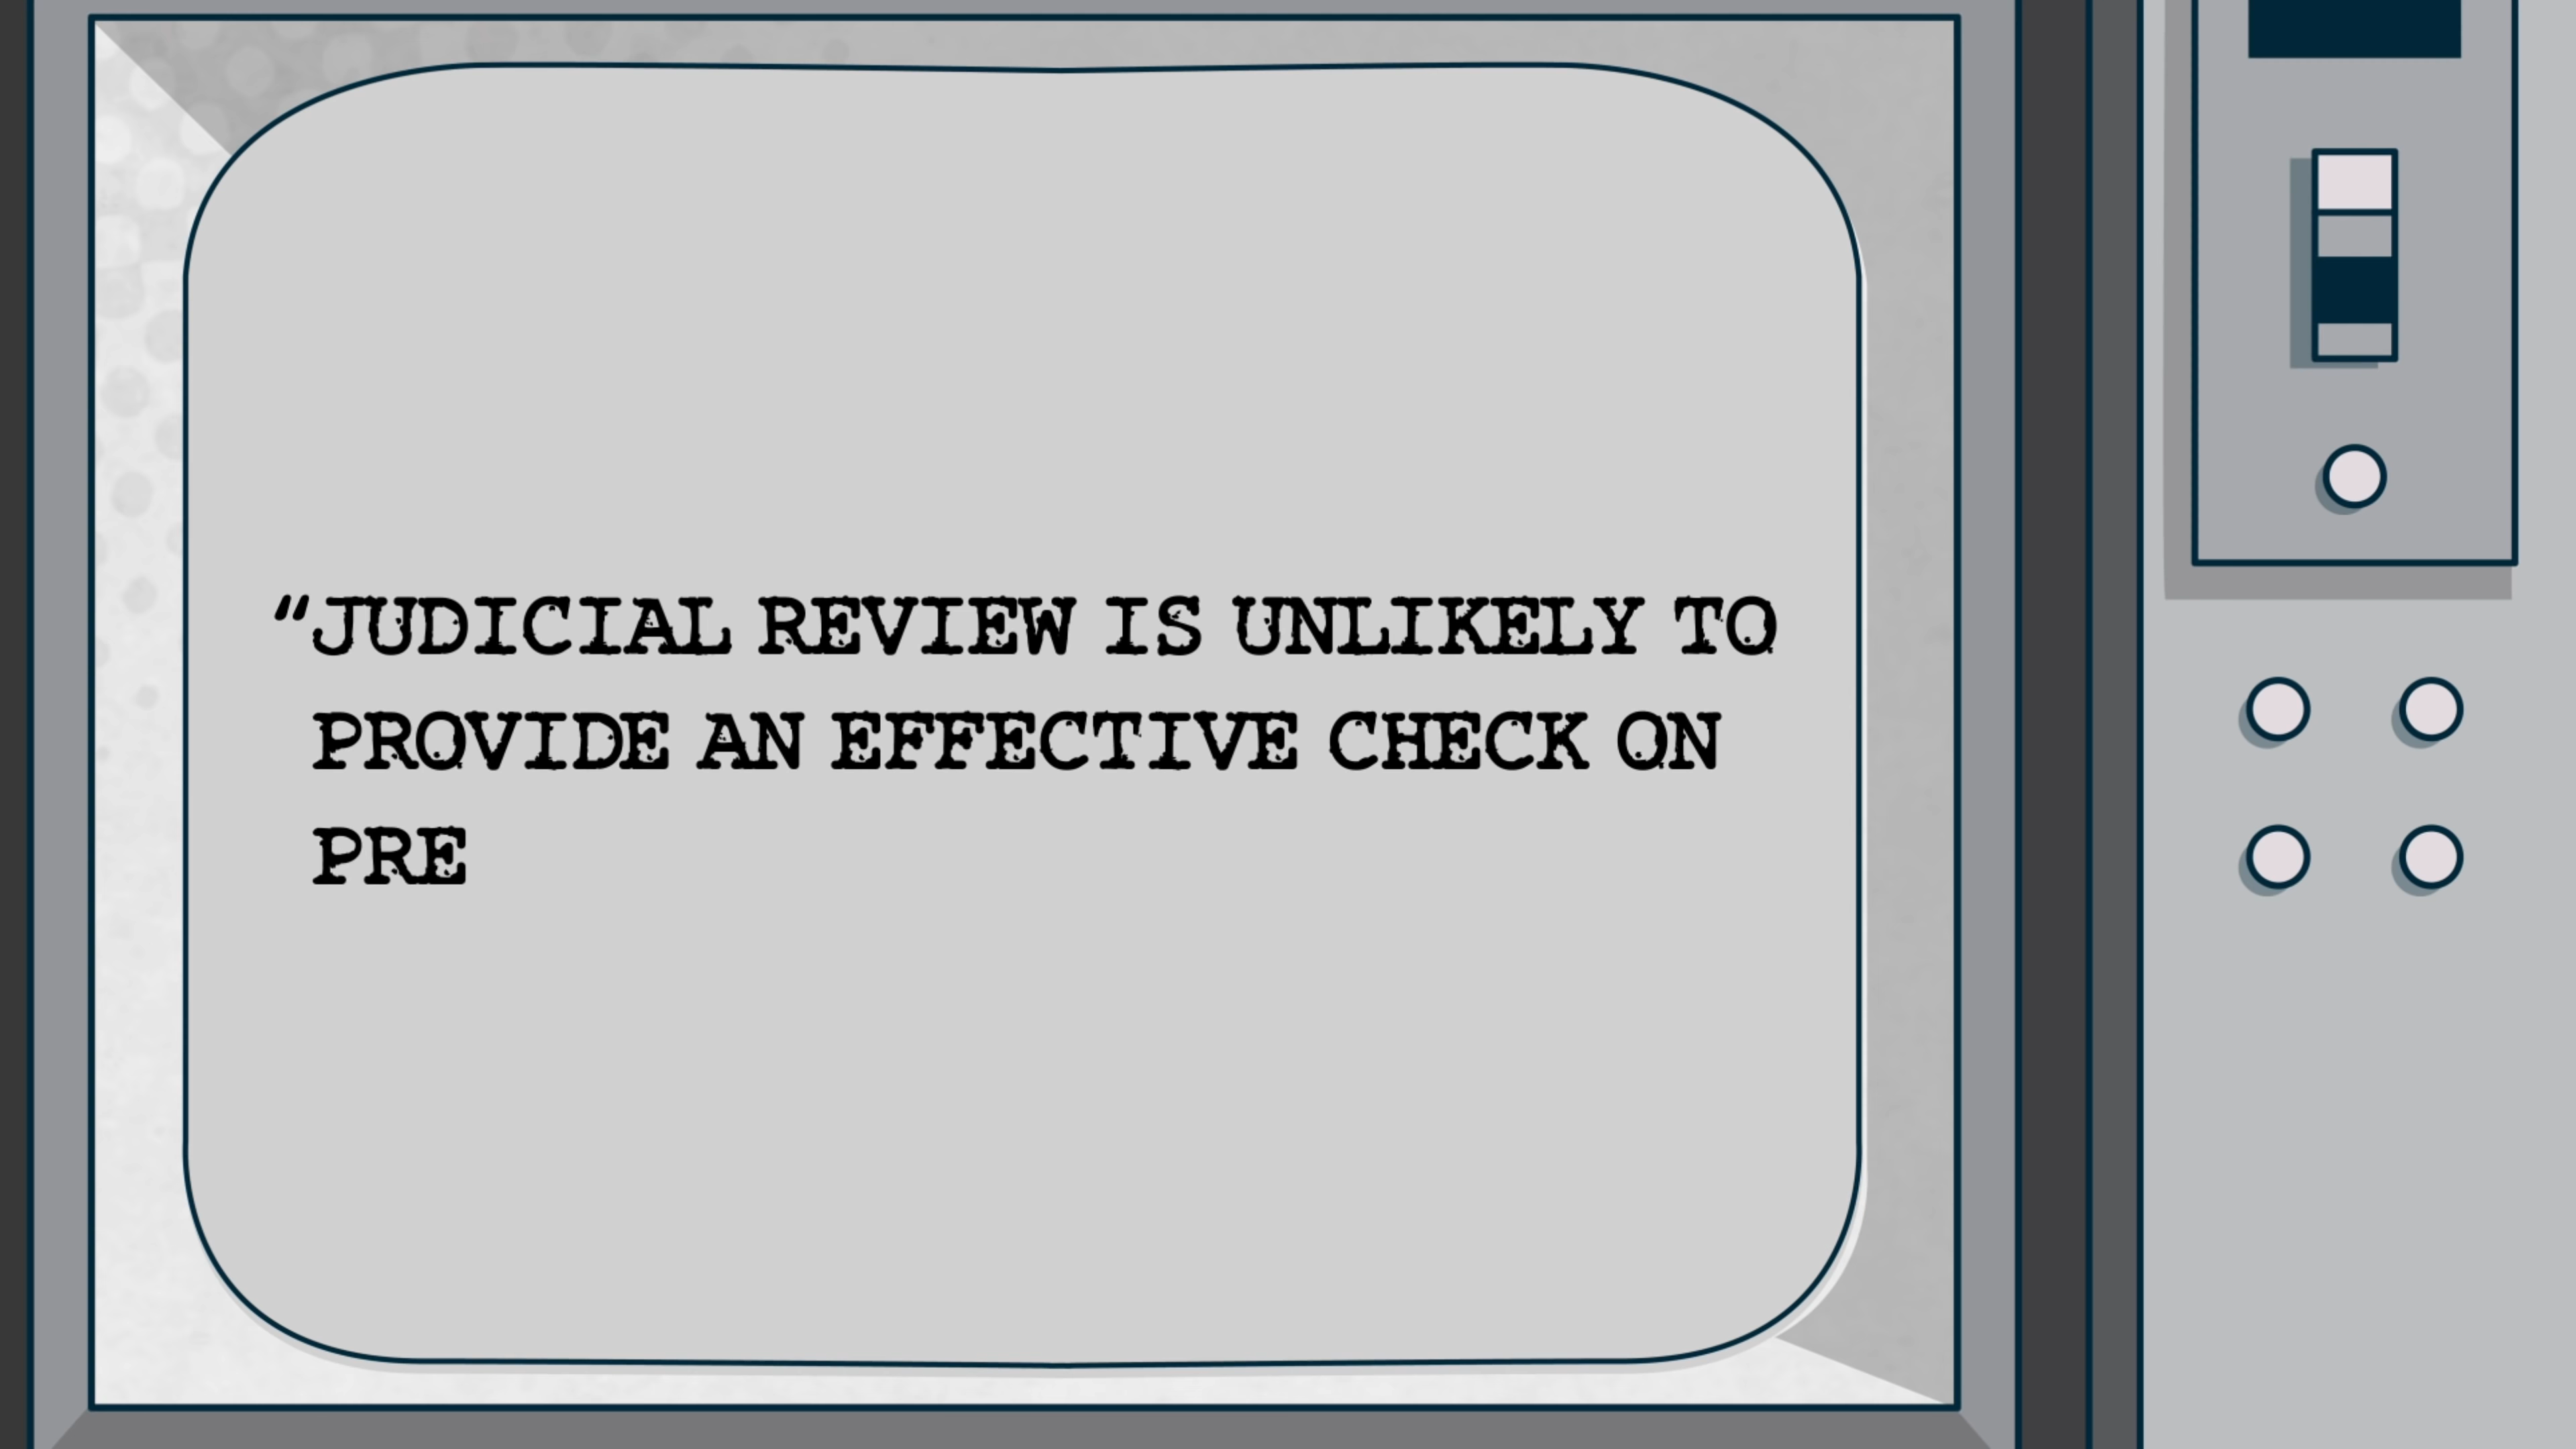 “JUDICIAL REVIEW IS UNLIKELY TO
PROVIDE AN EFFECTIVE CHECK ON
PRE